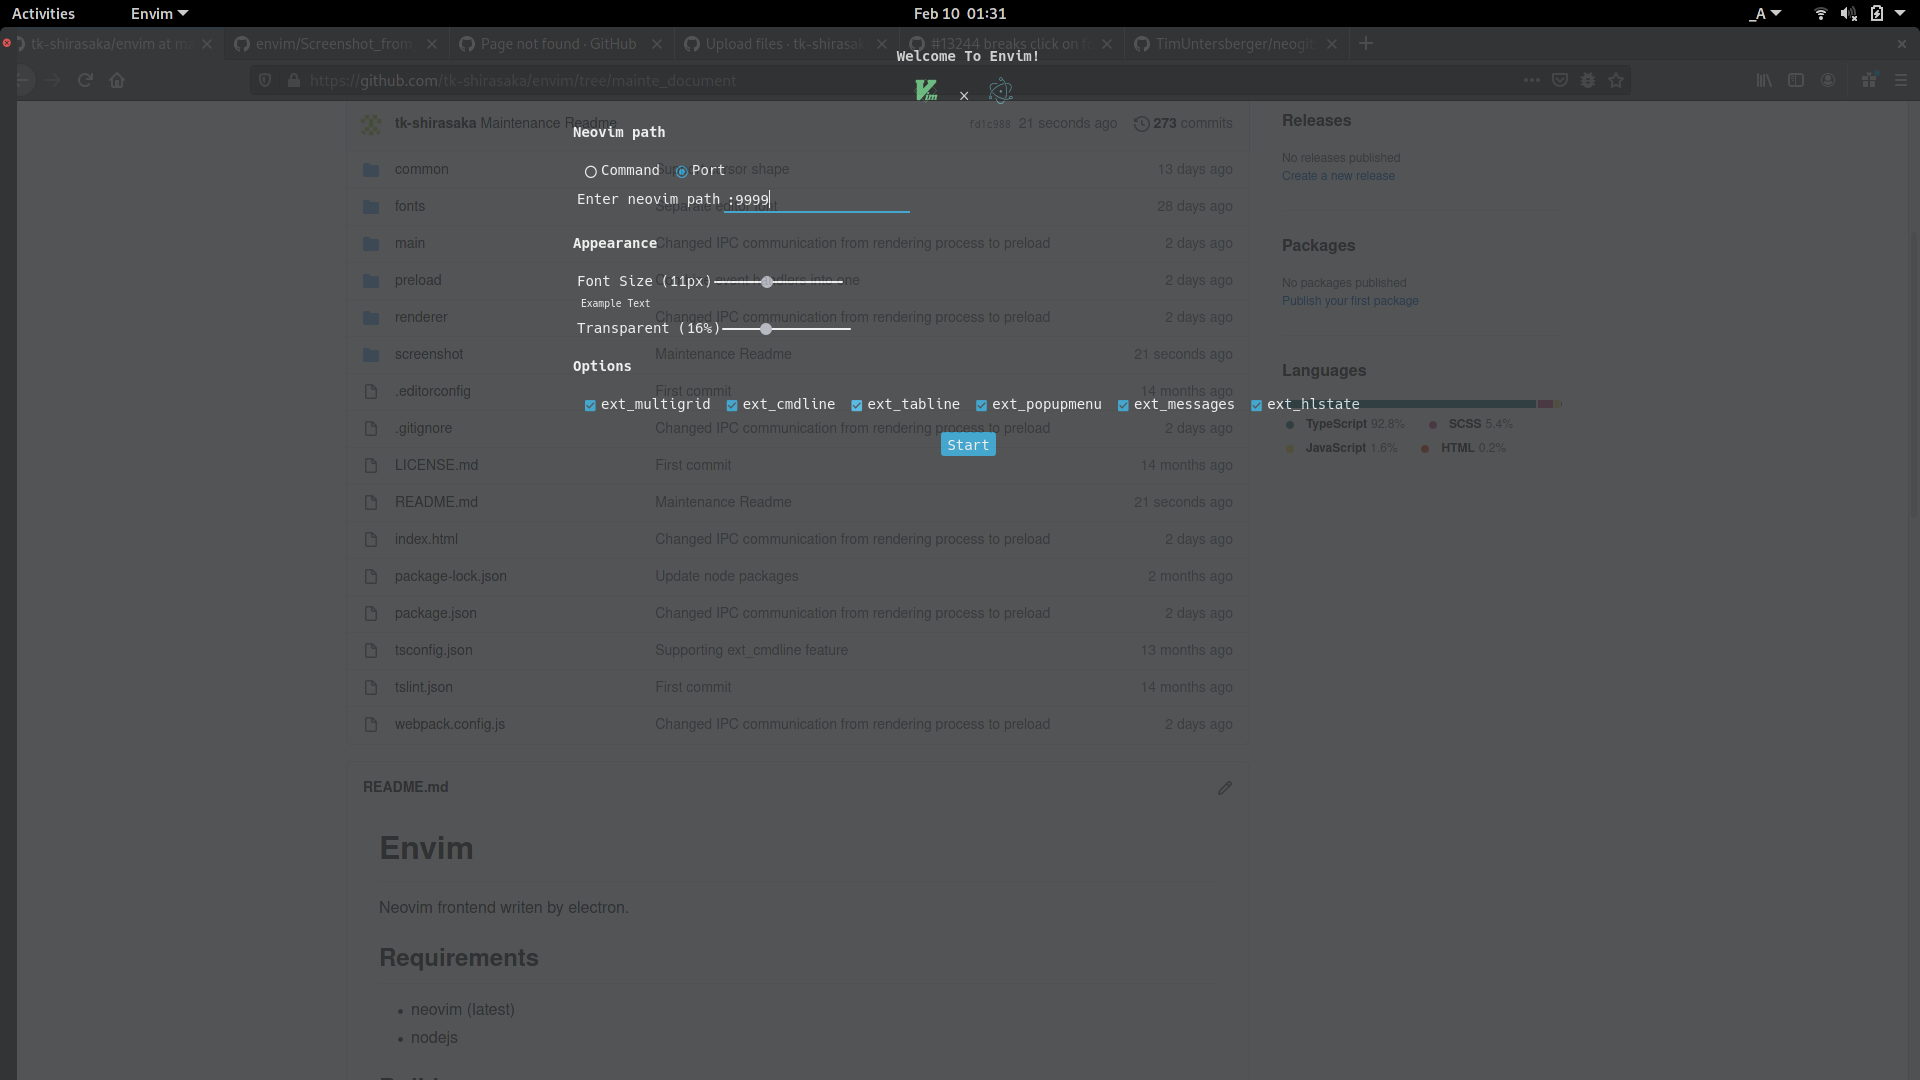 Activities
Envim
Feb 10 01:31
_A
tk-shirasaka/envim at ma
envim/Screenshot_from
Page not found · GitHub
Upload files · tk-shirasak
#13244 breaks click on fo
TimUntersberger/neogit
Welcome To Envim!
https://github.com/tk-shirasaka/envim/tree/mainte_document
Vim ×
tk-shirasaka Maintenance Readme
fd1c988 21 seconds ago
273 commits
Neovim path
common
13 days ago
Command
Port
Enter neovim path :9999
fonts
28 days ago
Appearance
main
Changed IPC communication from rendering process to preload
2 days ago
preload
2 days ago
Font Size (11px)
Example Text
renderer
Changed IPC communication from rendering process to preload
2 days ago
Transparent (16%)
screenshot
Maintenance Readme
21 seconds ago
Options
.editorconfig
First commit
14 months ago
ext_multigrid
ext_cmdline
ext_tabline
ext_popupmenu
ext_messages
ext_hlstate
.gitignore
Changed IPC communication from rendering process to preload
2 days ago
Start
LICENSE.md
First commit
14 months ago
README.md
Maintenance Readme
21 seconds ago
index.html
Changed IPC communication from rendering process to preload
2 days ago
package-lock.json
Update node packages
2 months ago
package.json
Changed IPC communication from rendering process to preload
2 days ago
tsconfig.json
Supporting ext_cmdline feature
13 months ago
tslint.json
First commit
14 months ago
webpack.config.js
Changed IPC communication from rendering process to preload
2 days ago
Releases
No releases published
Create a new release
Packages
No packages published
Publish your first package
Languages
TypeScript 92.8%
SCSS 5.4%
JavaScript 1.6%
HTML 0.2%
README.md
Envim
Neovim frontend writen by electron.
Requirements
neovim (latest)
nodejs